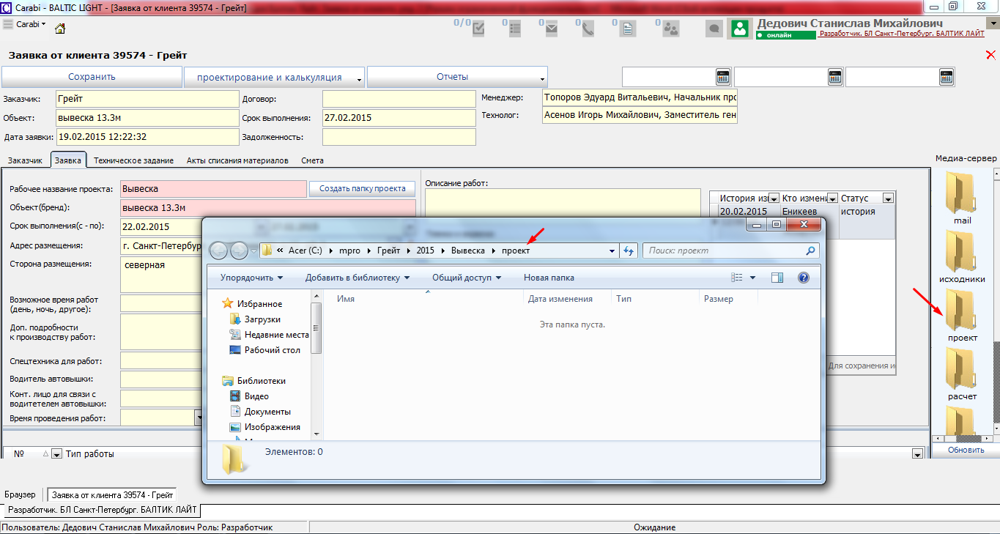 Carabi - BALTIC LIGHT - [Заявка от клиента 39574 - Грейт]
Carabi
0/0 0 0 0 0 0
Дедович Станислав Михайлович
онлайн Разработчик. БЛ Санкт-Петербург. БАЛТИК ЛАЙТ
Заявка от клиента 39574 - Грейт
Сохранить проектирование и калькуляция Отчеты
Заказчик: Грейт Договор: Менеджер: Топоров Эдуард Витальевич, Начальник прс
Объект: вывеска 13.3м Срок выполнения: 27.02.2015 Технолог: Асенов Игорь Михайлович, Заместитель ген
Дата заявки: 19.02.2015 12:22:32 Задолженность:
Заказчик Заявка Техническое задание Акты списания материалов Смета
Медиа-сервер
Рабочее название проекта: Вывеска Создать папку проекта
Объект(бренд): вывеска 13.3м
Срок выполнения(с - по): 22.02.2015
Адрес размещения: г. Санкт-Петербур
Сторона размещения: северная
Возможное время работ
(день, ночь, другое):
Доп. подробности
к производству работ:
Спецтехника для работ:
Водитель автовышки:
Конт. лицо для связи с
водитетелем автовышки:
Время проведения работ:
Описание работ:
История из Кто измени Статус
20.02.2015 Еникеев история
Для сохранения и
mail
исходники
проект
расчет
Обновить
« Acer (C:) mpro Грейт 2015 Вывеска проект
Поиск: проект
Упорядочить Добавить в библиотеку Общий доступ Новая папка
Избранное
Загрузки
Недавние места
Рабочий стол
Библиотеки
Видео
Документы
Изображения
Имя Дата изменения Тип Размер
Эта папка пуста.
Элементов: 0
№ Тип работы
Браузер Заявка от клиента 39574 - Грейт
Разработчик. БЛ Санкт-Петербург. БАЛТИК ЛАЙТ
Пользователь: Дедович Станислав Михайлович Роль: Разработчик Ожидание